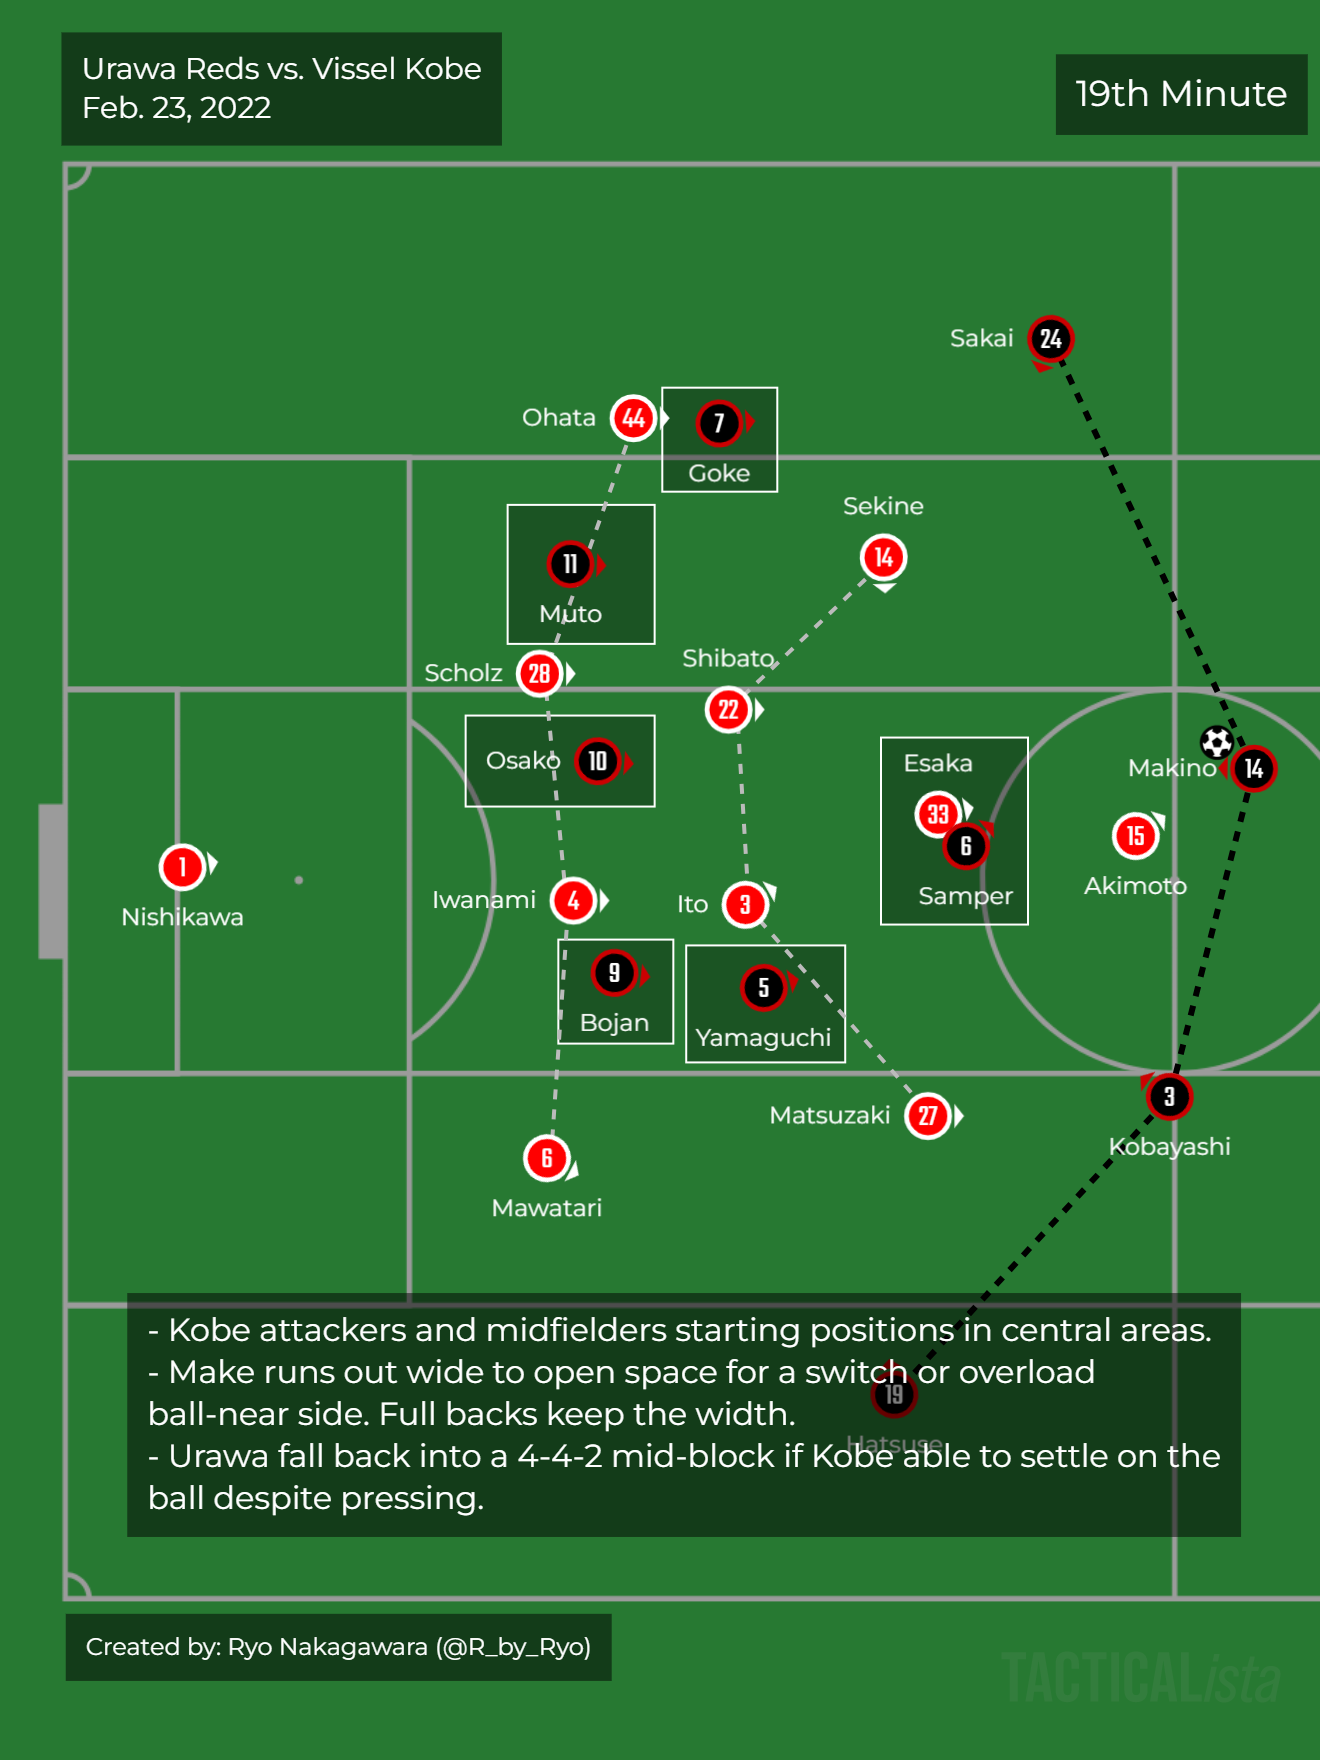 Urawa Reds vs. Vissel Kobe
Feb. 23, 2022
19th Minute
Sakai
24
Ohata
44
7
Goke
Sekine
14
11
Muto
Scholz
28
Shibato
22
Osako
10
Esaka
33
6
Samper
Makino
14
15
Akimoto
1
Nishikawa
Iwanami
4
Ito
3
9
Bojan
5
Yamaguchi
Matsuzaki
27
3
Kobayashi
6
Mawatari
- Kobe attackers and midfielders starting positions in central areas.
- Make runs out wide to open space for a switch or overload
ball-near side. Full backs keep the width.
- Urawa fall back into a 4-4-2 mid-block if Kobe able to settle on the
ball despite pressing.
19
Hatsuse
Created by: Ryo Nakagawara (@R_by_Ryo)
TACTICALista